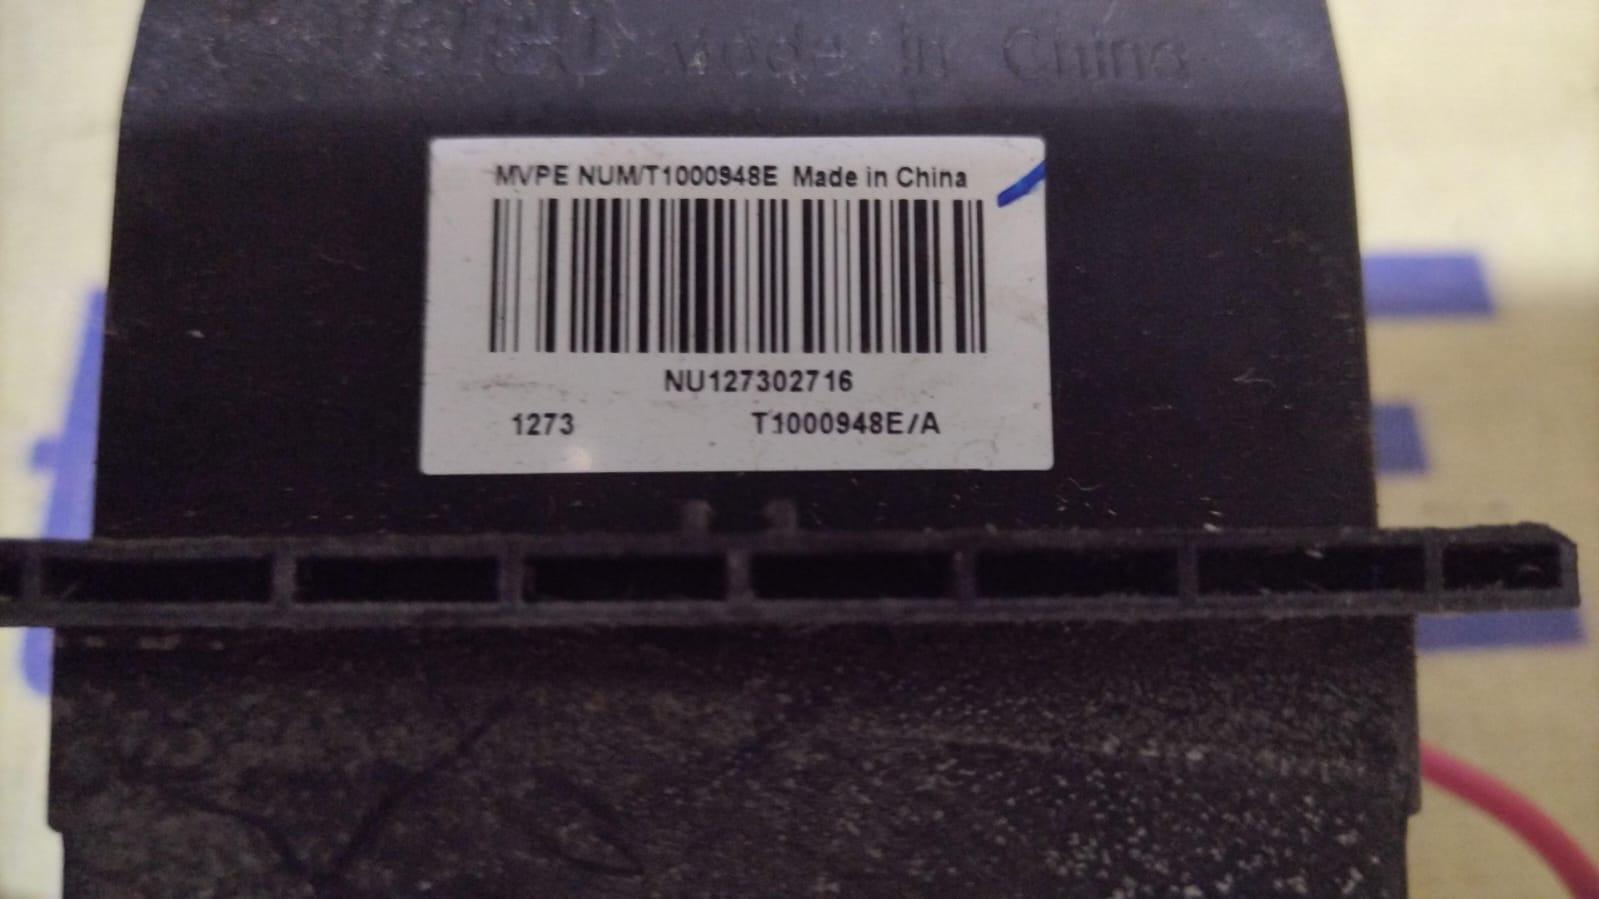 Made in China
MVPE NUM/T1000948E Made in China
NU127302716
1273 T1000948E/A